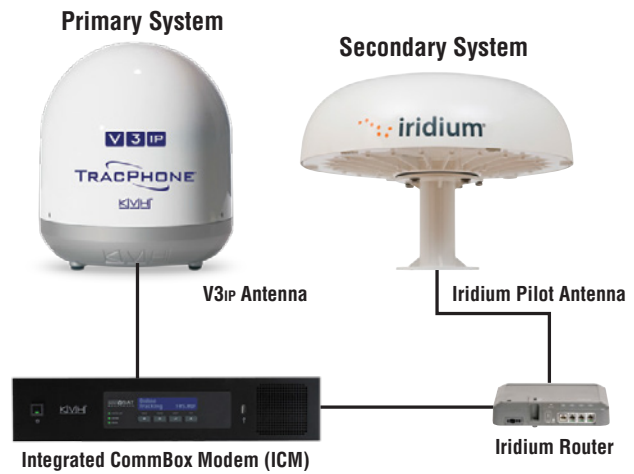 Primary System
Secondary System
iridium
V3IP
TRACPHONE
KVH
V3IP Antenna
Iridium Pilot Antenna
KVH
Integrated CommBox Modem (ICM)
Iridium Router